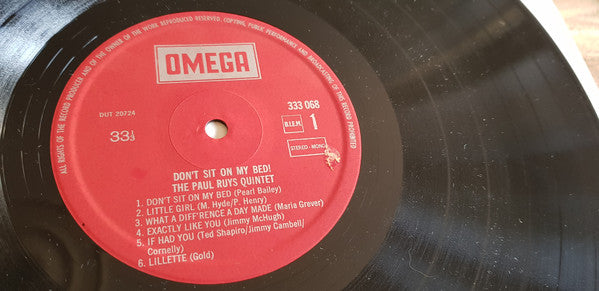 ALL RIGHTS OF THE RECORD PRODUCER AND OF THE OWNER OF THE WORK REPRODUCED RESERVED. COPYING, PUBLIC PERFORMANCE AND BROADCASTING OF THIS RECORD PROHIBITED
OMEGA
DUT 20724
333 068
33⅓
B.I.E.M. 1
STEREO - MONO
DON'T SIT ON MY BED!
THE PAUL RUYS QUINTET
1. DON'T SIT ON MY BED (Pearl Bailey)
2. LITTLE GIRL (M. Hyde/P. Henry)
3. WHAT A DIFF'RENCE A DAY MADE (Maria Grever)
4. EXACTLY LIKE YOU (Jimmy McHugh)
5. IF HAD YOU (Ted Shapiro/Jimmy Cambell/
Cornelly)
6. LILLETTE (Gold)